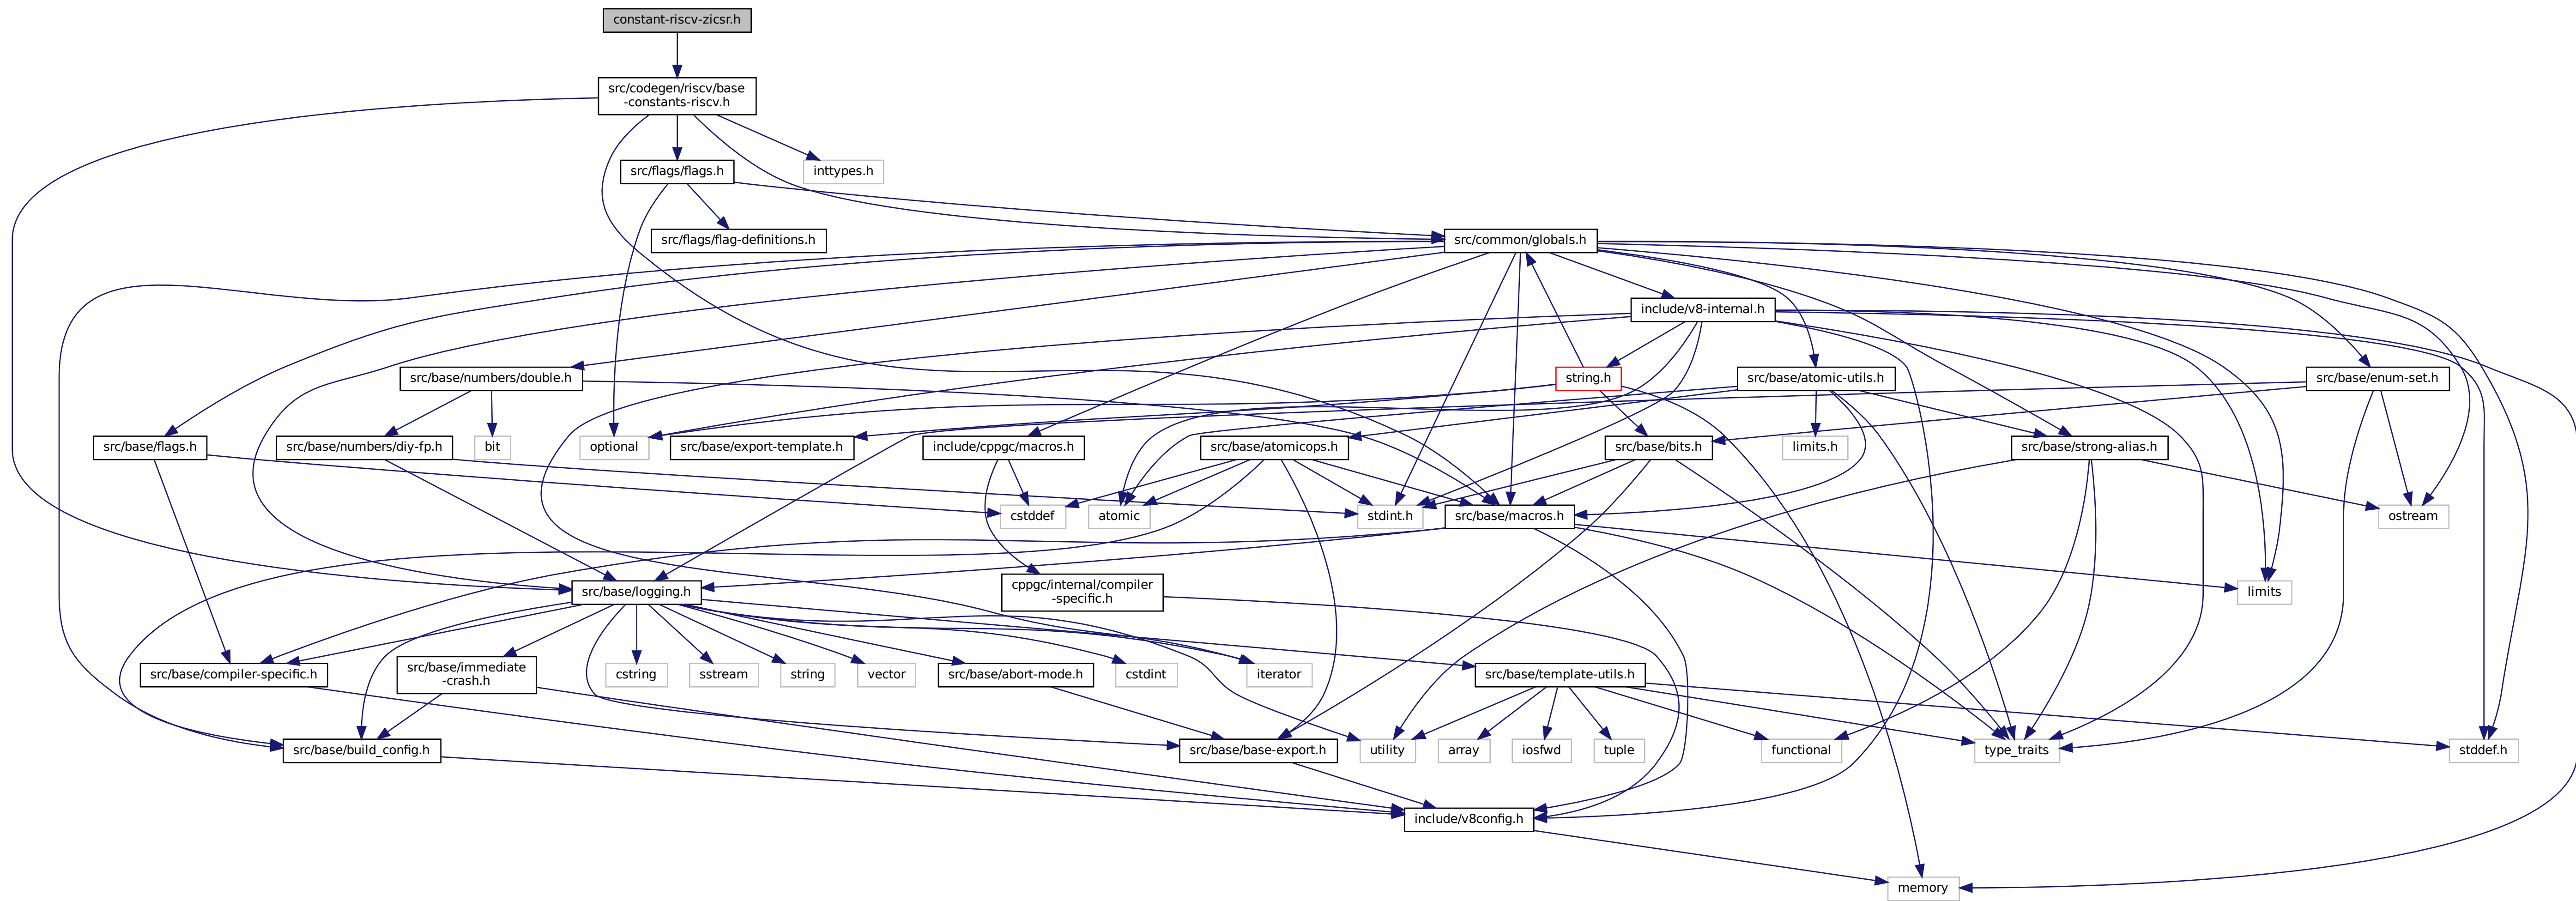 constant-riscv-zicsr.h
src/codegen/riscv/base
-constants-riscv.h
src/flags/flags.h
inttypes.h
src/flags/flag-definitions.h
src/common/globals.h
include/v8-internal.h
src/base/numbers/double.h
string.h
src/base/atomic-utils.h
src/base/enum-set.h
src/base/flags.h
src/base/numbers/diy-fp.h
bit
optional
src/base/export-template.h
include/cppgc/macros.h
src/base/atomicops.h
src/base/bits.h
limits.h
src/base/strong-alias.h
cstddef
atomic
stdint.h
src/base/macros.h
ostream
src/base/logging.h
cppgc/internal/compiler
-specific.h
limits
src/base/compiler-specific.h
src/base/immediate
-crash.h
cstring
sstream
string
vector
src/base/abort-mode.h
cstdint
iterator
src/base/template-utils.h
src/base/build_config.h
src/base/base-export.h
utility
array
iosfwd
tuple
functional
type_traits
stddef.h
include/v8config.h
memory